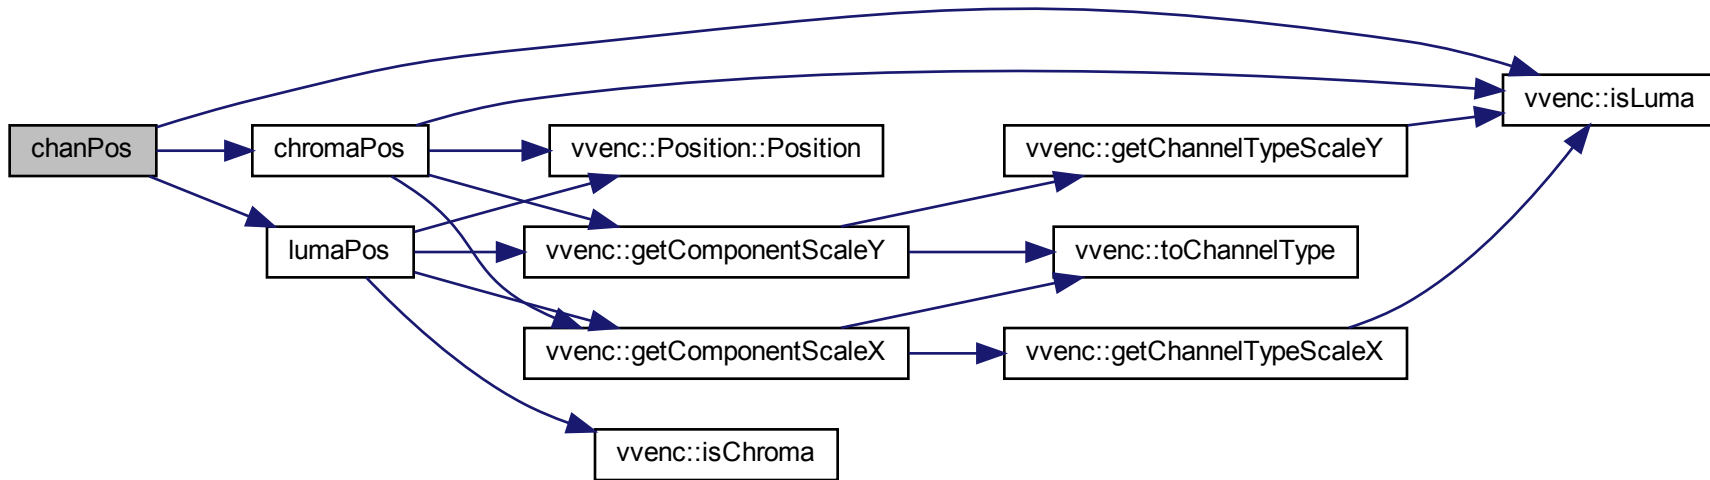 chanPos
chromaPos
lumaPos
vvenc::Position::Position
vvenc::getComponentScaleY
vvenc::getComponentScaleX
vvenc::isChroma
vvenc::getChannelTypeScaleY
vvenc::toChannelType
vvenc::getChannelTypeScaleX
vvenc::isLuma